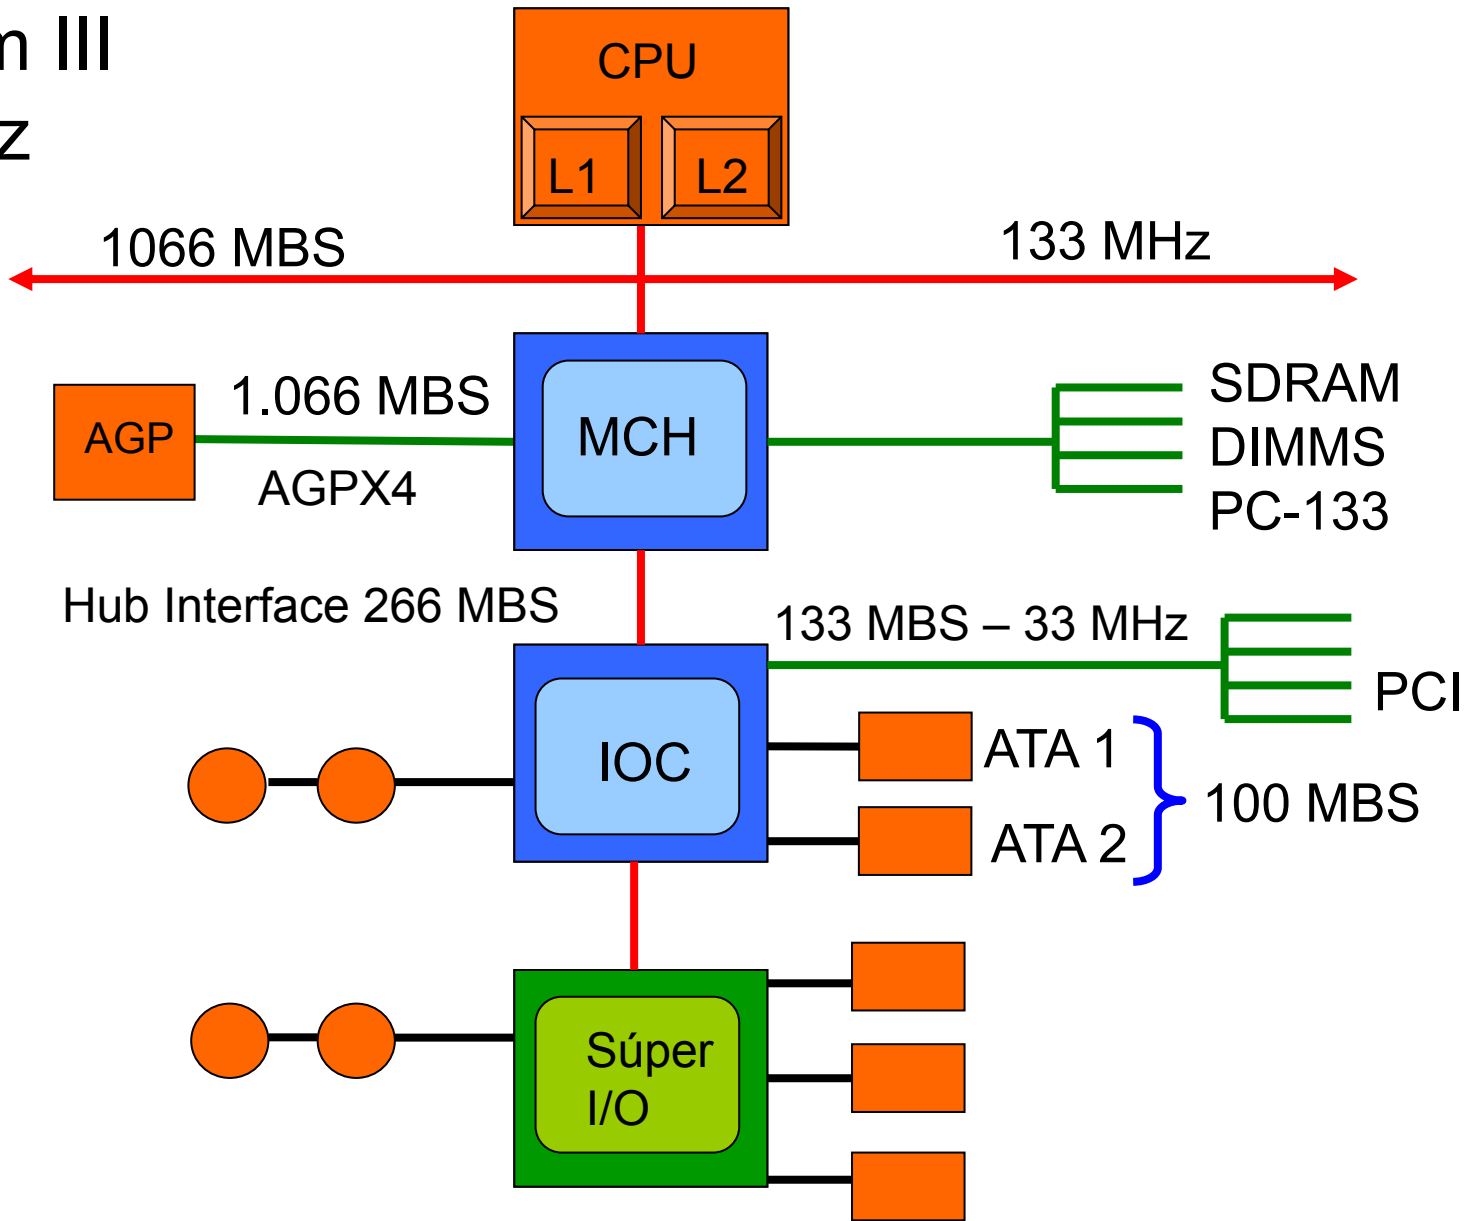 m III
z
CPU
L1
L2
1066 MBS
133 MHz
AGP
1.066 MBS
AGPX4
MCH
SDRAM
DIMMS
PC-133
Hub Interface 266 MBS
133 MBS – 33 MHz
PCI
IOC
ATA 1
ATA 2
100 MBS
Súper
I/O